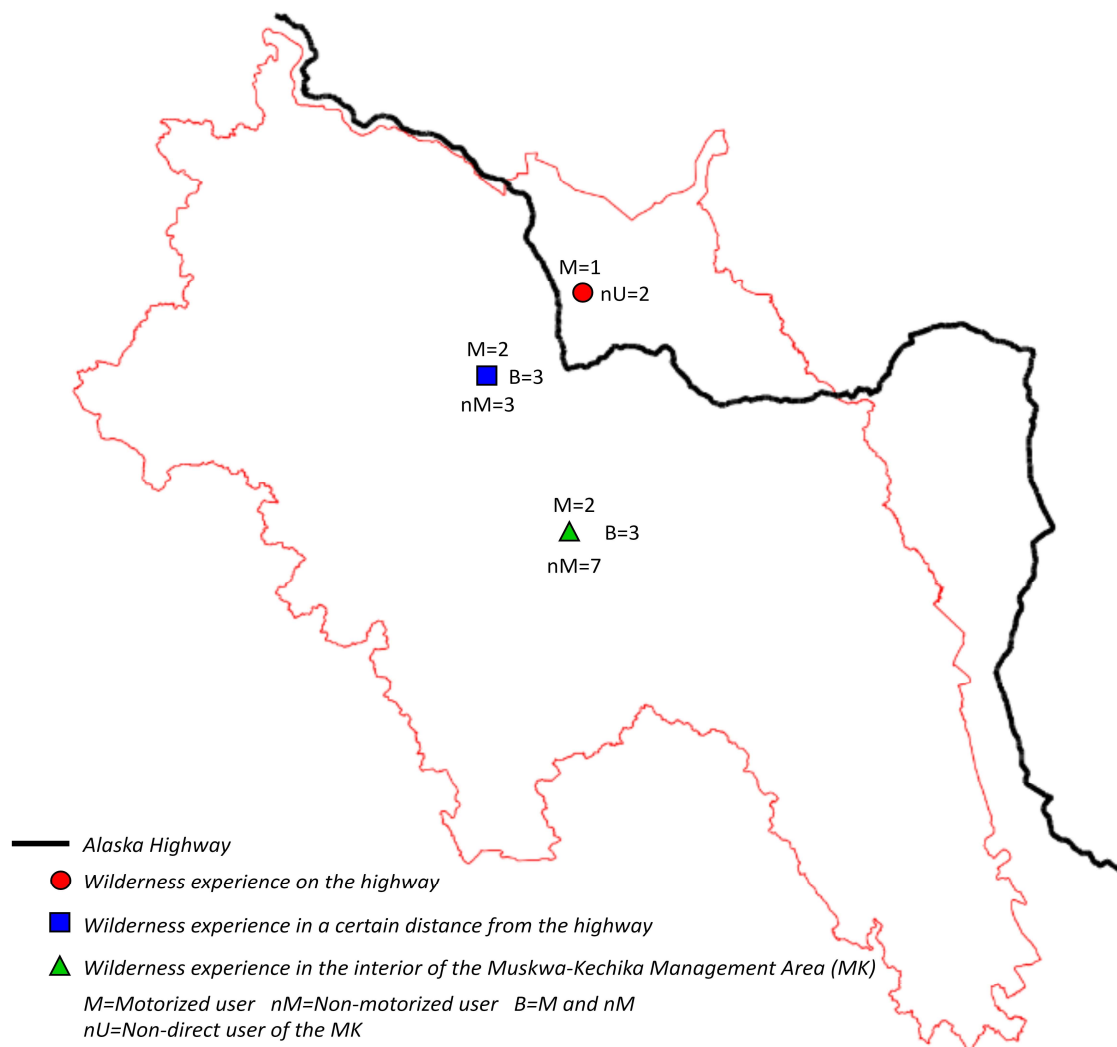 M=1
nU=2
M=2
B=3
nM=3
M=2
B=3
nM=7
Alaska Highway
Wilderness experience on the highway
Wilderness experience in a certain distance from the highway
Wilderness experience in the interior of the Muskwa-Kechika Management Area (MK)
M=Motorized user nM=Non-motorized user B=M and nM
nU=Non-direct user of the MK